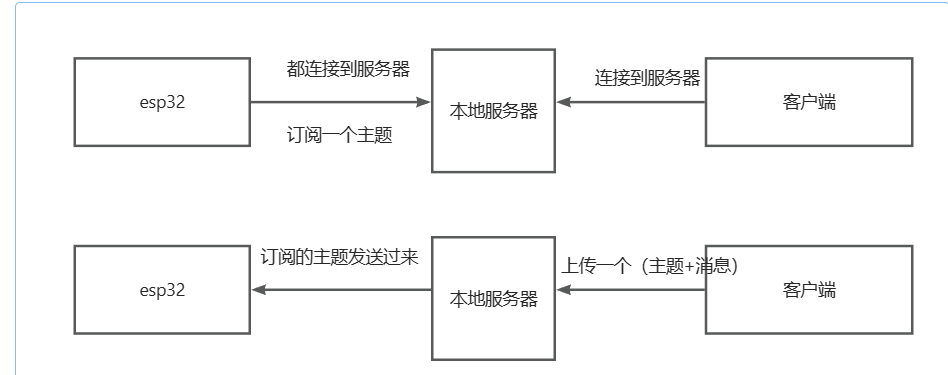 都连接到服务器
连接到服务器
esp32
本地服务器
客户端
订阅一个主题
订阅的主题发送过来
上传一个（主题+消息）
esp32
本地服务器
客户端